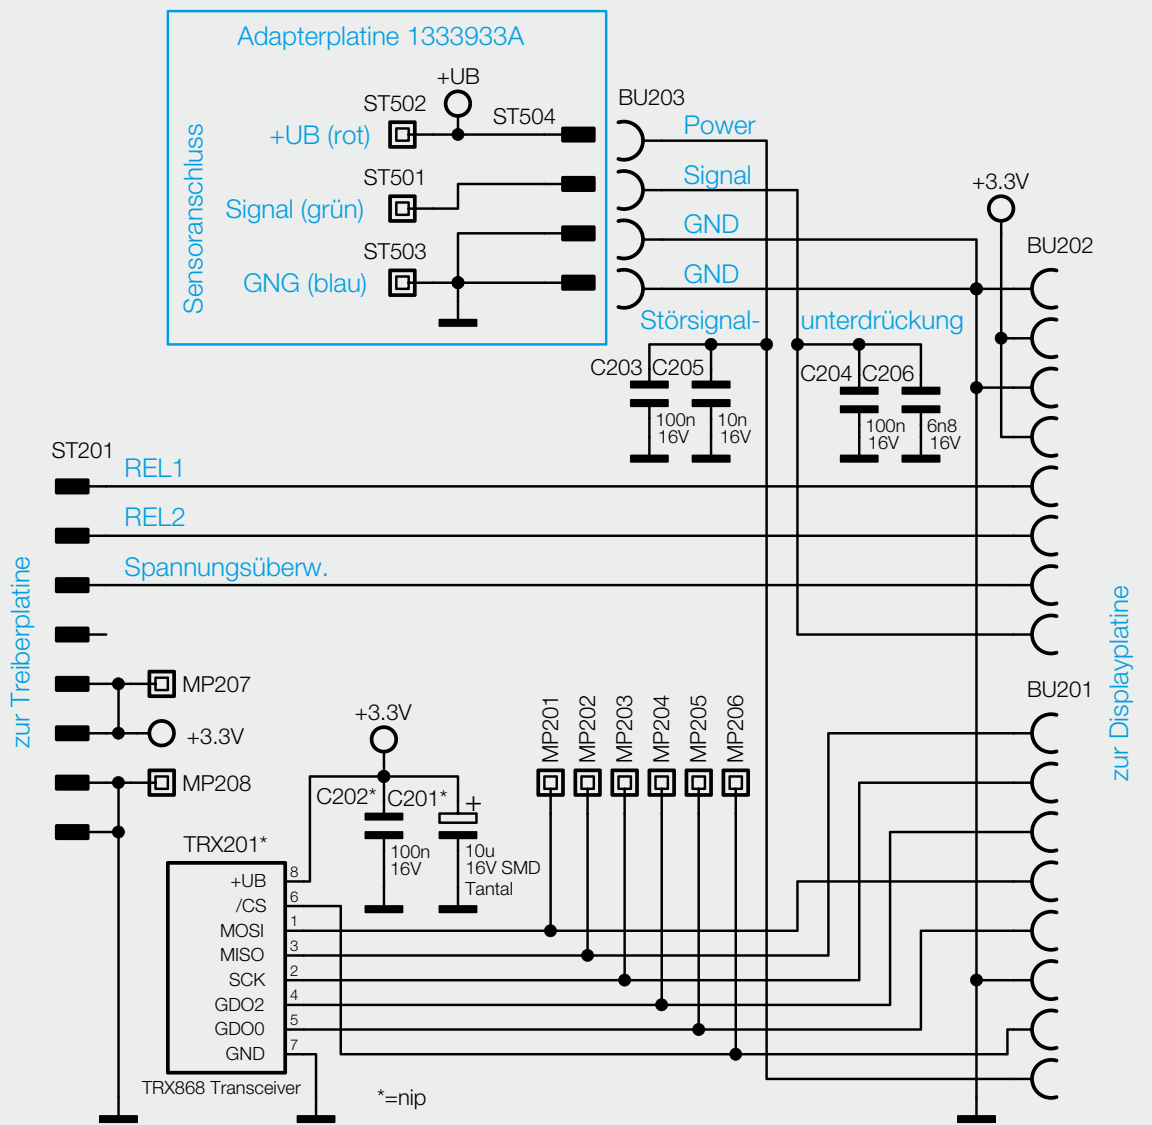 Adapterplatine 1333933A
+UB
ST502
ST504
BU203
+UB (rot)
Power
Sensoranschluss
ST501
Signal
Signal (grün)
+3.3V
GND
ST503
BU202
GNG (blau)
GND
Störsignal-
unterdrückung
C203
C205
C204
C206
100n
16V
10n
16V
100n
16V
6n8
16V
ST201
REL1
REL2
Spannungsüberw.
zur Treiberplatine
zur Displayplatine
MP207
BU201
+3.3V
+3.3V
MP201
MP202
MP203
MP204
MP205
MP206
MP208
C202*
C201*
+
100n
16V
10u
16V SMD
Tantal
TRX201*
+UB
8
/CS
6
MOSI
1
MISO
3
SCK
2
GDO2
4
GDO0
5
GND
7
TRX868 Transceiver
*=nip